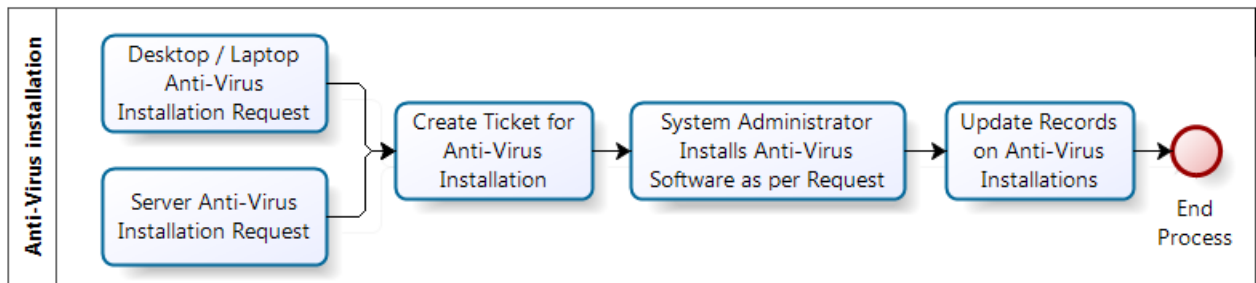 Anti-Virus installation
Desktop / Laptop
Anti-Virus
Installation Request
Server Anti-Virus
Installation Request
Create Ticket for
Anti-Virus
Installation
System Administrator
Installs Anti-Virus
Software as per Request
Update Records
on Anti-Virus
Installations
End
Process